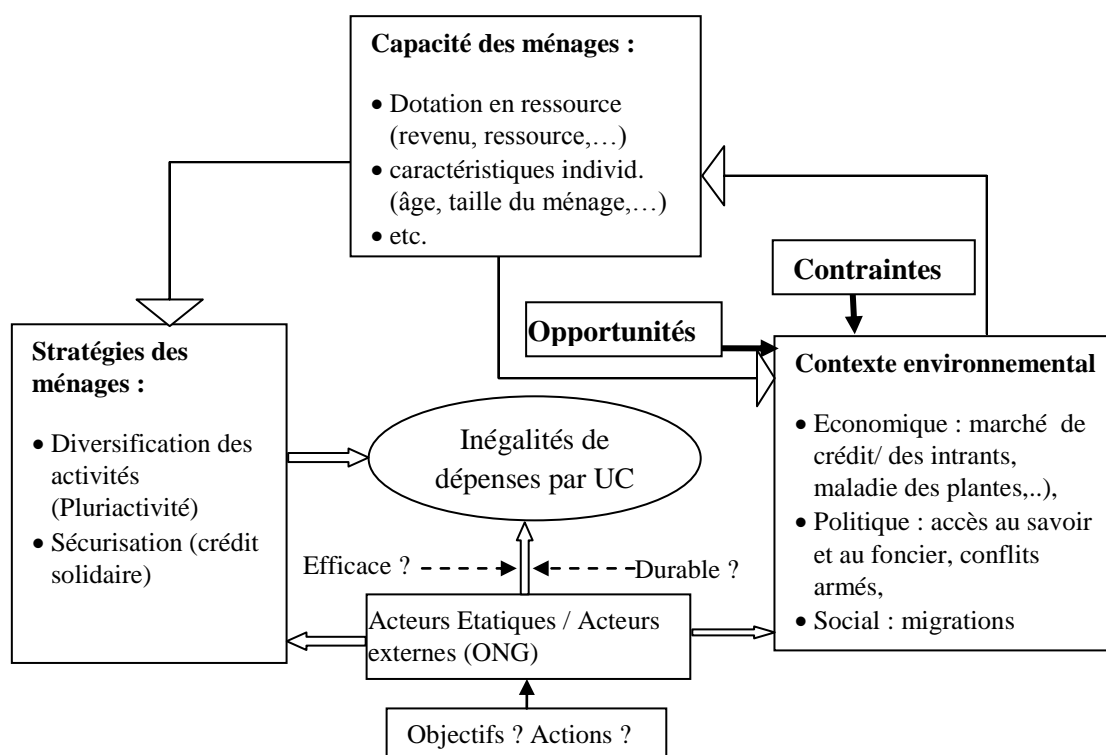 Capacité des ménages :
• Dotation en ressource
(revenu, ressource,…)
• caractéristiques individ.
(âge, taille du ménage,…)
• etc.
Contraintes
Opportunités
Stratégies des
ménages :
• Diversification des
activités
(Pluriactivité)
• Sécurisation (crédit
solidaire)
Inégalités de
dépenses par UC
Contexte environnemental
• Economique : marché de
crédit/ des intrants,
maladie des plantes,..),
• Politique : accès au savoir
et au foncier, conflits
armés,
• Social : migrations
Efficace ?
Durable ?
Acteurs Etatiques / Acteurs
externes (ONG)
Objectifs ? Actions ?